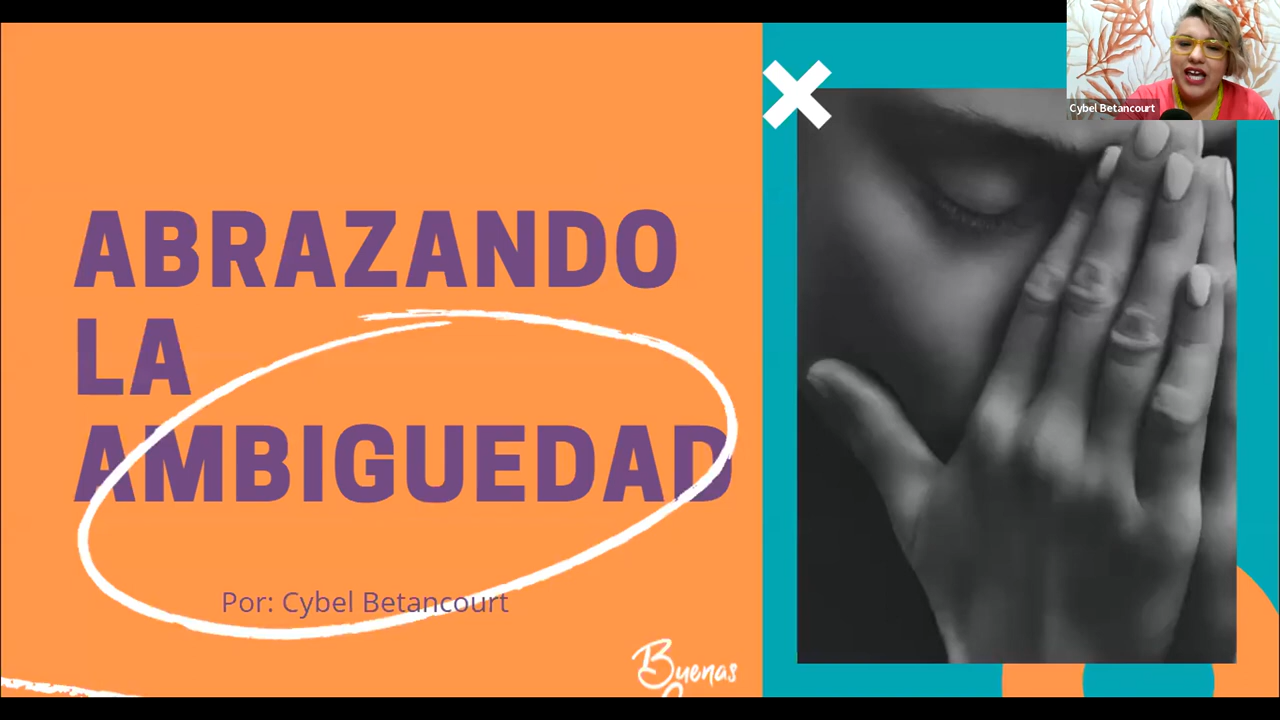 ABRAZANDO
LA
AMBIGUEDAD
Por: Cybel Betancourt
Buenas
Cybel Betancourt